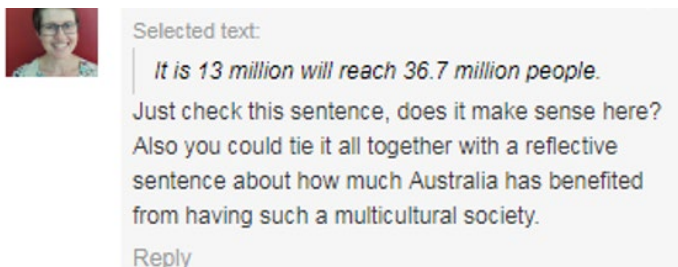 Selected text:
It is 13 million will reach 36.7 million people.
Just check this sentence, does it make sense here?
Also you could tie it all together with a reflective
sentence about how much Australia has benefited
from having such a multicultural society.
Reply